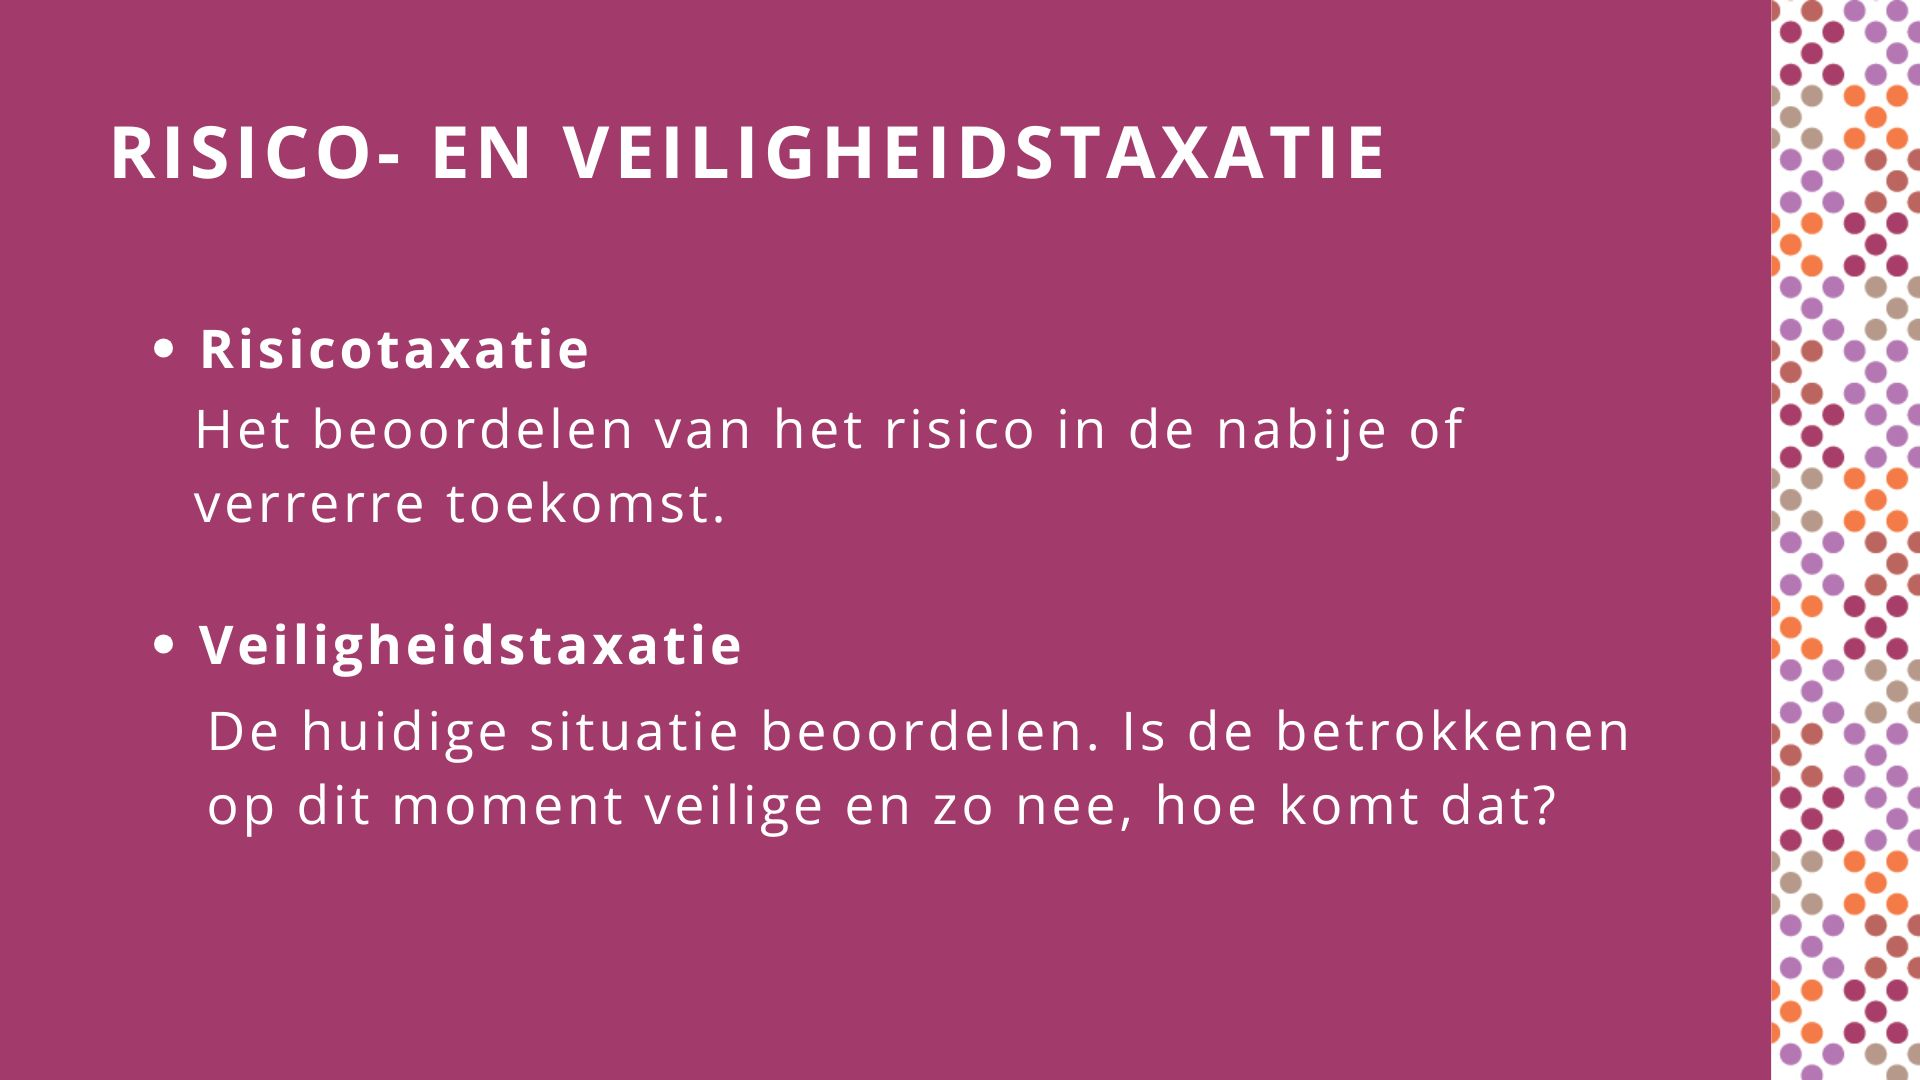 RISICO- EN VEILIGHEIDSTAXATIE
• Risicotaxatie
Het beoordelen van het risico in de nabije of
verrerre toekomst.
• Veiligheidstaxatie
De huidige situatie beoordelen. Is de betrokkenen
op dit moment veilige en zo nee, hoe komt dat?